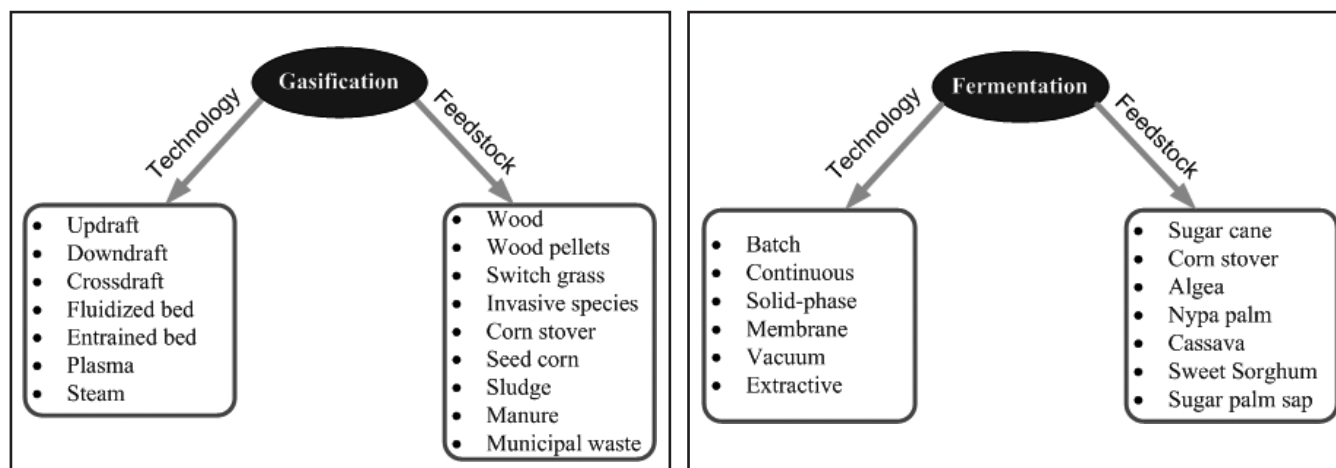 Gasification
Technology
Feedstock
• Updraft
• Downdraft
• Crossdraft
• Fluidized bed
• Entrained bed
• Plasma
• Steam
• Wood
• Wood pellets
• Switch grass
• Invasive species
• Corn stover
• Seed corn
• Sludge
• Manure
• Municipal waste
Fermentation
Technology
Feedstock
• Batch
• Continuous
• Solid-phase
• Membrane
• Vacuum
• Extractive
• Sugar cane
• Corn stover
• Algea
• Nypa palm
• Cassava
• Sweet Sorghum
• Sugar palm sap